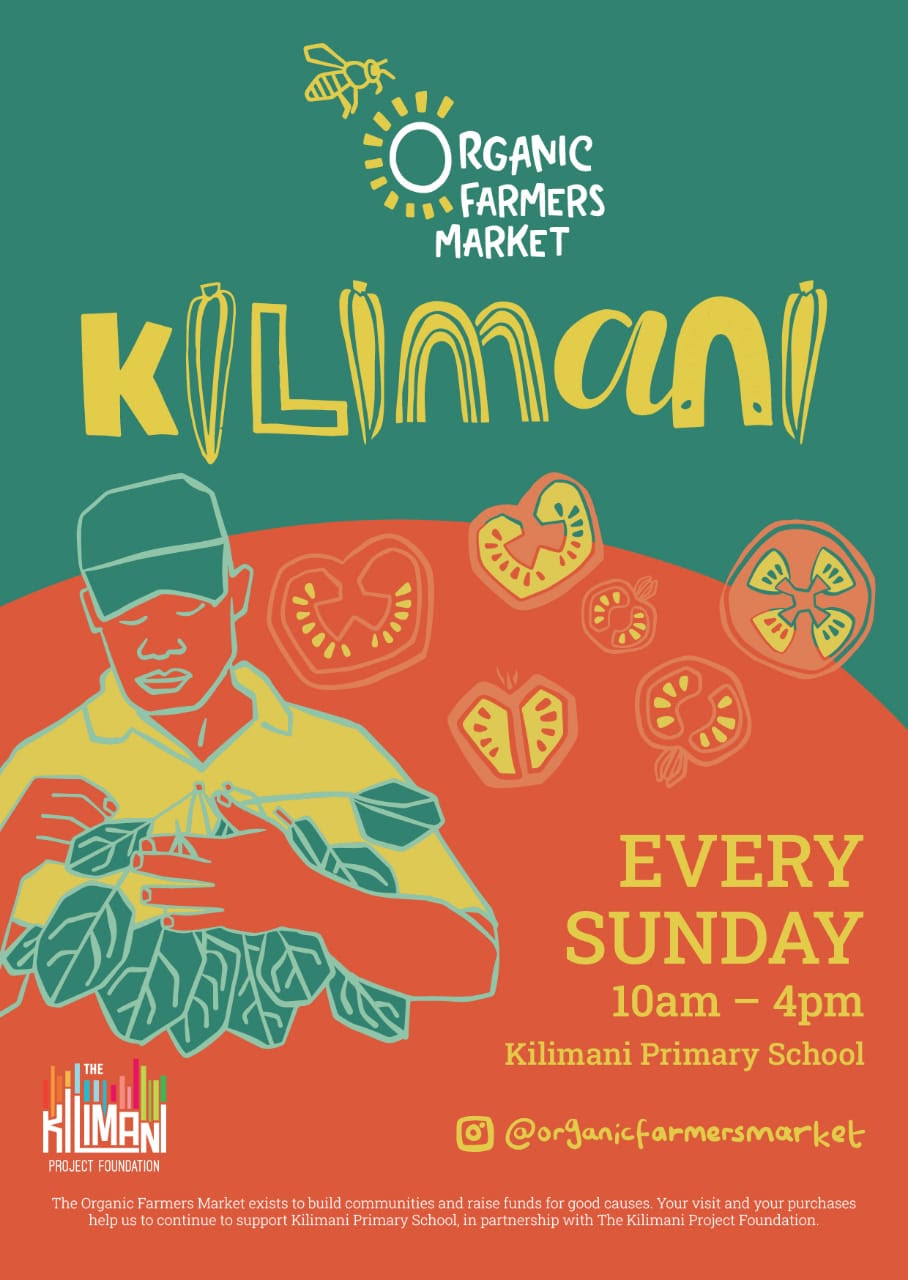 ORGANIC
FARMERS
MARKET
KILIMANI
EVERY
SUNDAY
10am – 4pm
Kilimani Primary School
@organicfarmersmarket
THE
KILIMANI
PROJECT FOUNDATION
The Organic Farmers Market exists to build communities and raise funds for good causes. Your visit and your purchases
help us to continue to support Kilimani Primary School, in partnership with The Kilimani Project Foundation.